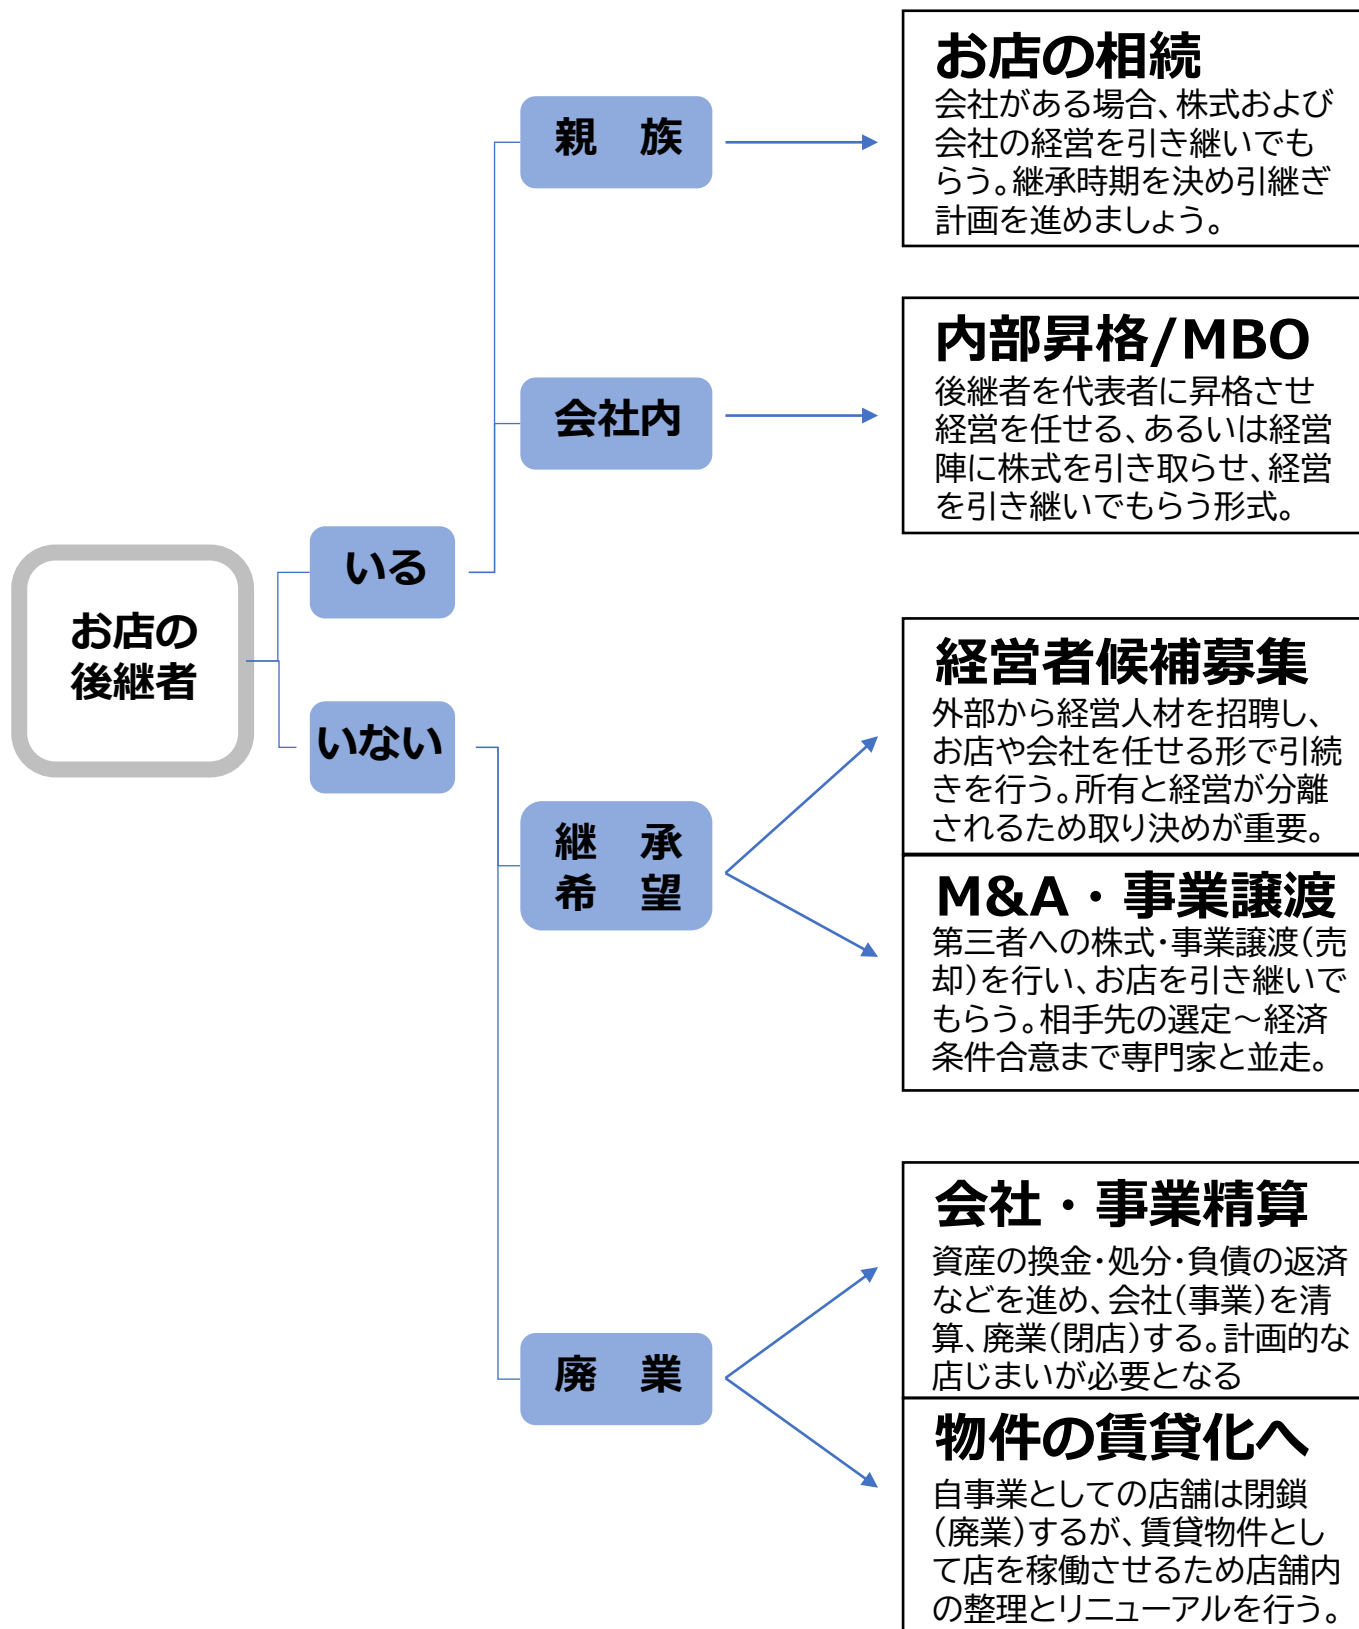 お店の
後継者
いる
いない
親　族
会社内
継　承
希　望
廃　業
お店の相続
会社がある場合、株式および
会社の経営を引き継いでも
らう。継承時期を決め引継ぎ
計画を進めましょう。
内部昇格/MBO
後継者を代表者に昇格させ
経営を任せる、あるいは経営
陣に株式を引き取らせ、経営
を引き継いでもらう形式。
経営者候補募集
外部から経営人材を招聘し、
お店や会社を任せる形で引続
きを行う。所有と経営が分離
されるため取り決めが重要。
M&A・事業譲渡
第三者への株式・事業譲渡(売
却)を行い、お店を引き継いで
もらう。相手先の選定～経済
条件合意まで専門家と並走。
会社・事業精算
資産の換金・処分・負債の返済
などを進め、会社(事業)を清
算、廃業(閉店)する。計画的な
店じまいが必要となる
物件の賃貸化へ
自事業としての店舗は閉鎖
(廃業)するが、賃貸物件とし
て店を稼働させるため店舗内
の整理とリニューアルを行う。